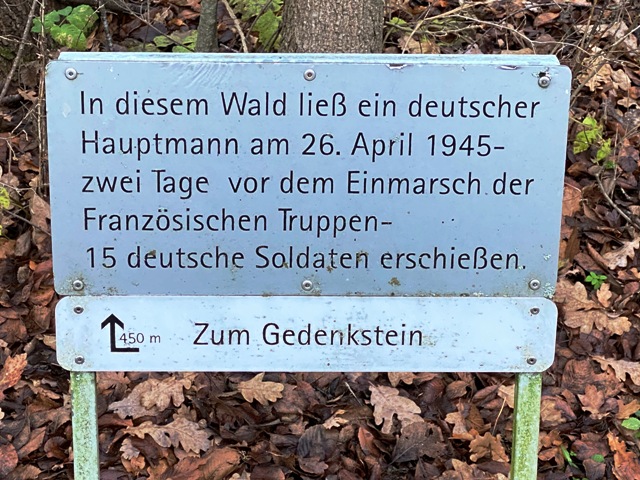 In diesem Wald ließ ein deutscher
Hauptmann am 26. April 1945-
zwei Tage vor dem Einmarsch der
Französischen Truppen-
15 deutsche Soldaten erschießen.
450 m Zum Gedenkstein